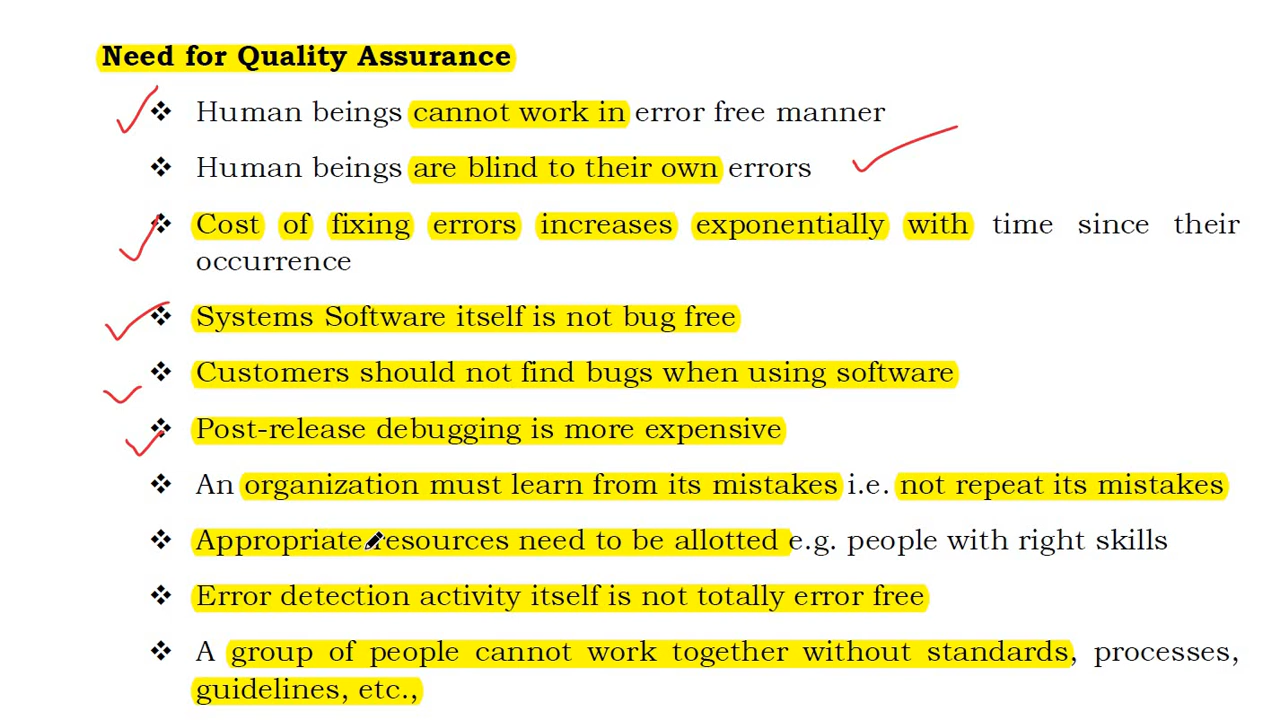 Need for Quality Assurance
❖ Human beings cannot work in error free manner
❖ Human beings are blind to their own errors
❖ Cost of fixing errors increases exponentially with time since their
occurrence
❖ Systems Software itself is not bug free
❖ Customers should not find bugs when using software
❖ Post-release debugging is more expensive
❖ An organization must learn from its mistakes i.e. not repeat its mistakes
❖ Appropriate resources need to be allotted e.g. people with right skills
❖ Error detection activity itself is not totally error free
❖ A group of people cannot work together without standards, processes,
guidelines, etc.,